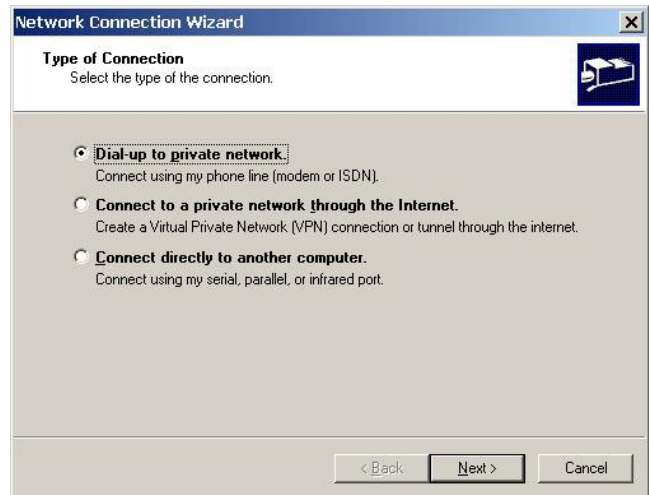 Network Connection Wizard
Type of Connection
Select the type of the connection.
Dial-up to private network.
Connect using my phone line (modem or ISDN).
Connect to a private network through the Internet.
Create a Virtual Private Network (VPN) connection or tunnel through the internet.
Connect directly to another computer.
Connect using my serial, parallel, or infrared port.
< Back Next > Cancel